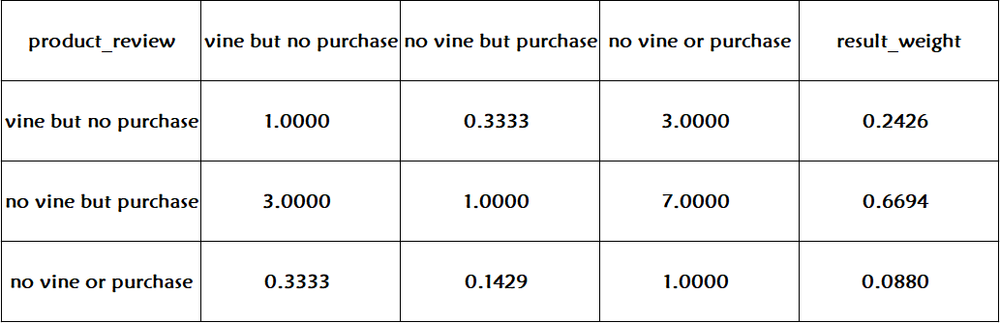 product_review vine but no purchase no vine but purchase no vine or purchase result_weight
vine but no purchase 1.0000 0.3333 3.0000 0.2426
no vine but purchase 3.0000 1.0000 7.0000 0.6694
no vine or purchase 0.3333 0.1429 1.0000 0.0880